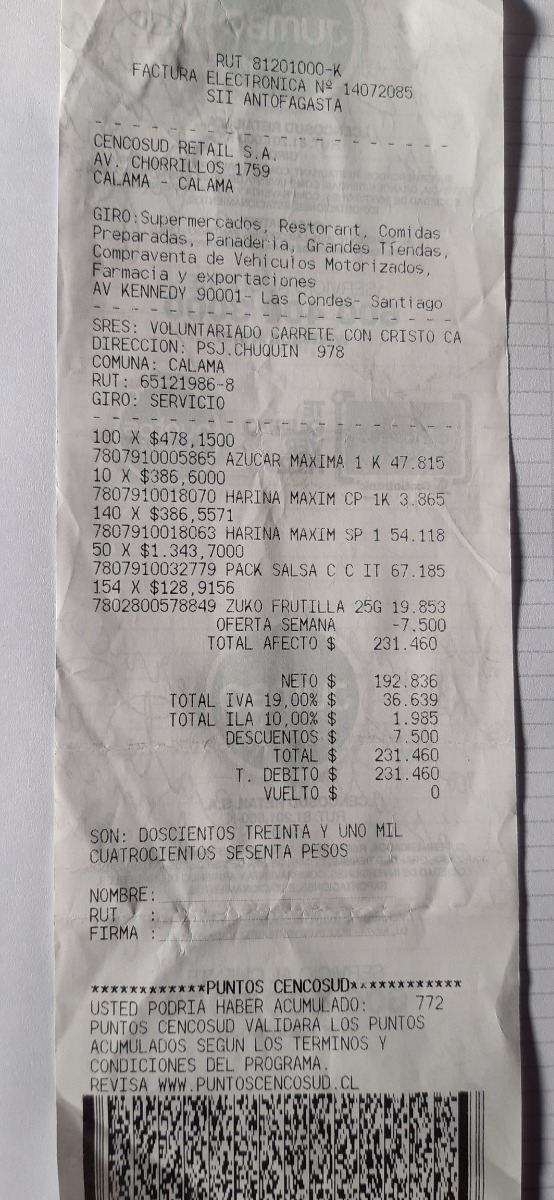 RUT 81201000-K
FACTURA ELECTRONICA Nº 14072085
SII ANTOFAGASTA
CENCOSUD RETAIL S.A.
AV. CHORRILLOS 1759
CALAMA - CALAMA
GIRO:Supermercados, Restorant, Comidas
Preparadas, Panaderia, Grandes Tiendas,
Compraventa de Vehiculos Motorizados,
Farmacia y exportaciones
AV KENNEDY 90001- Las Condes- Santiago
SRES: VOLUNTARIADO CARRETE CON CRISTO CA
DIRECCION: PSJ.CHUQUIN 978
COMUNA: CALAMA
RUT: 65121986-8
GIRO: SERVICIO
100 X $478,1500
7807910005865 AZUCAR MAXIMA 1 K 47.815
10 X $386,6000
7807910018070 HARINA MAXIM CP 1K 3.865
140 X $386,5571
7807910018063 HARINA MAXIM SP 1 54.118
50 X $1.343,7000
7807910032779 PACK SALSA C C IT 67.185
154 X $128,9156
7802800578849 ZUKO FRUTILLA 25G 19.853
OFERTA SEMANA -7.500
TOTAL AFECTO $ 231.460
NETO $ 192.836
TOTAL IVA 19,00% $ 36.639
TOTAL ILA 10,00% $ 1.985
DESCUENTOS $ 7.500
TOTAL $ 231.460
T. DEBITO $ 231.460
VUELTO $ 0
SON: DOSCIENTOS TREINTA Y UNO MIL
CUATROCIENTOS SESENTA PESOS
NOMBRE:
RUT :
FIRMA :
************PUNTOS CENCOSUD************
USTED PODRIA HABER ACUMULADO: 772
PUNTOS CENCOSUD VALIDARA LOS PUNTOS
ACUMULADOS SEGUN LOS TERMINOS Y
CONDICIONES DEL PROGRAMA.
REVISA WWW.PUNTOSCENCOSUD.CL